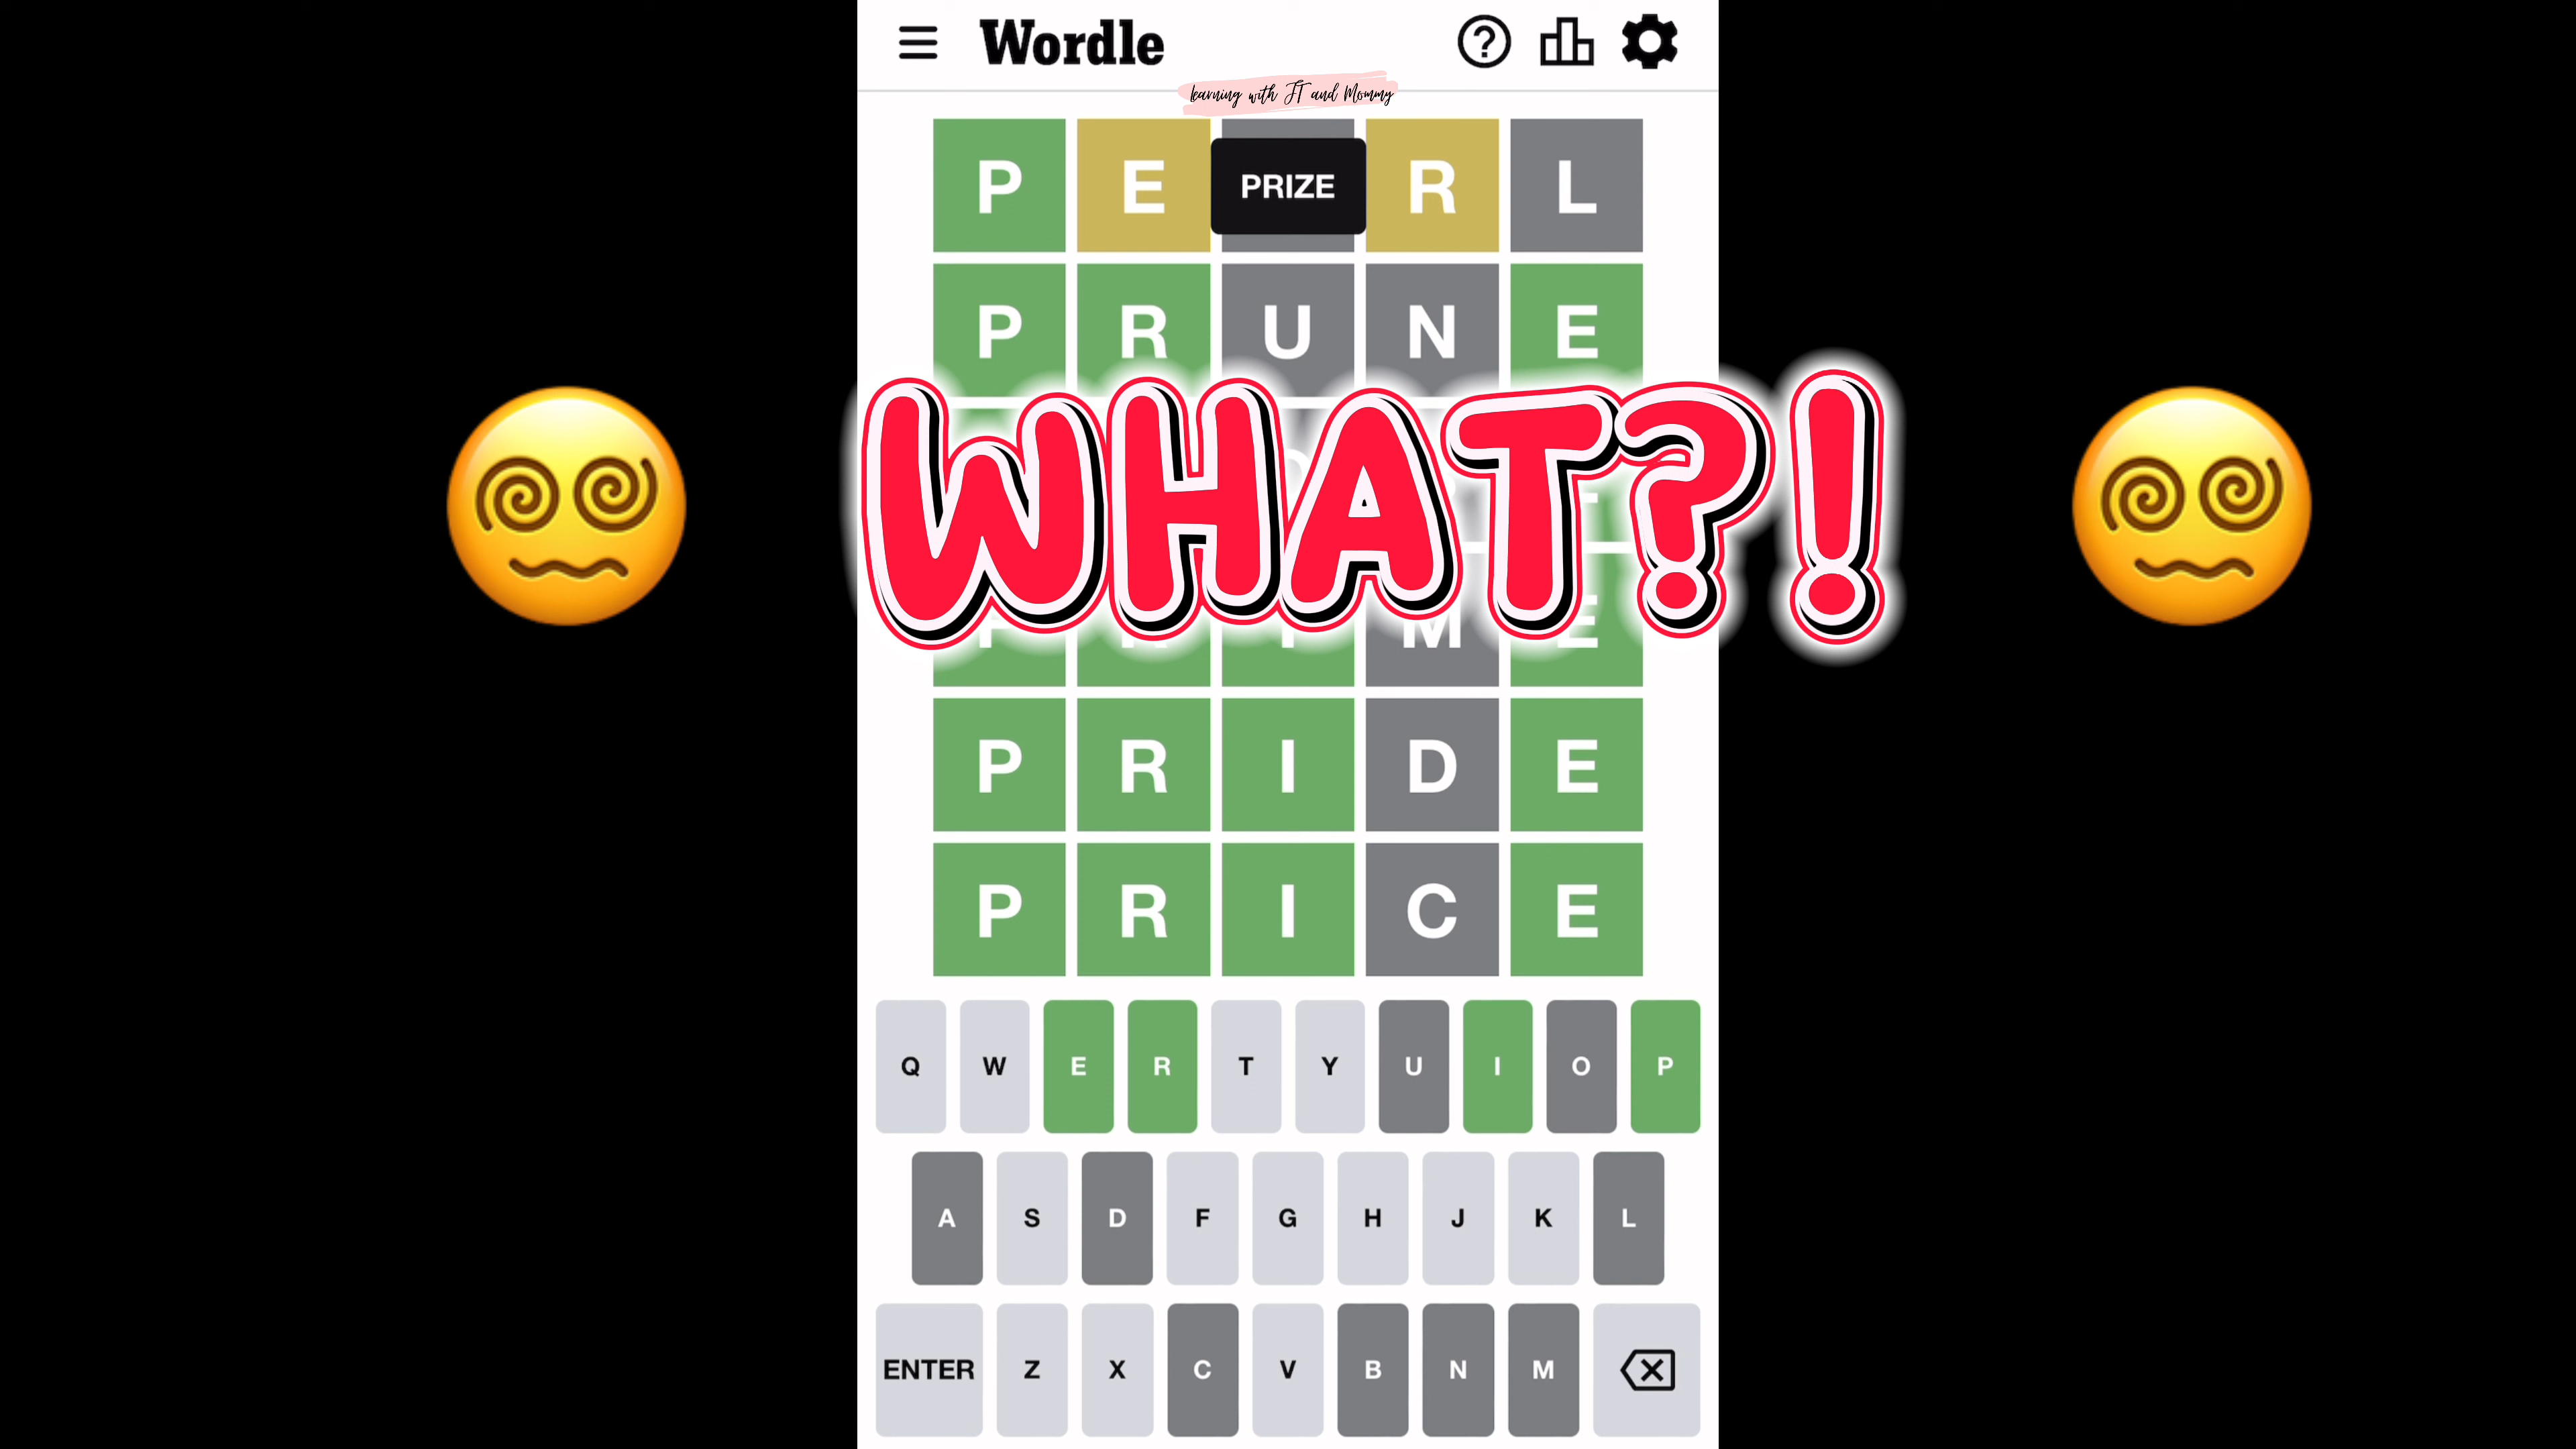 Wordle
learning with JT and Mommy
P E R L
PRIZE
P R U N E
WHAT?!
P R I M E
P R I D E
P R I C E
Q W E R T Y U I O P
A S D F G H J K L
ENTER Z X C V B N M